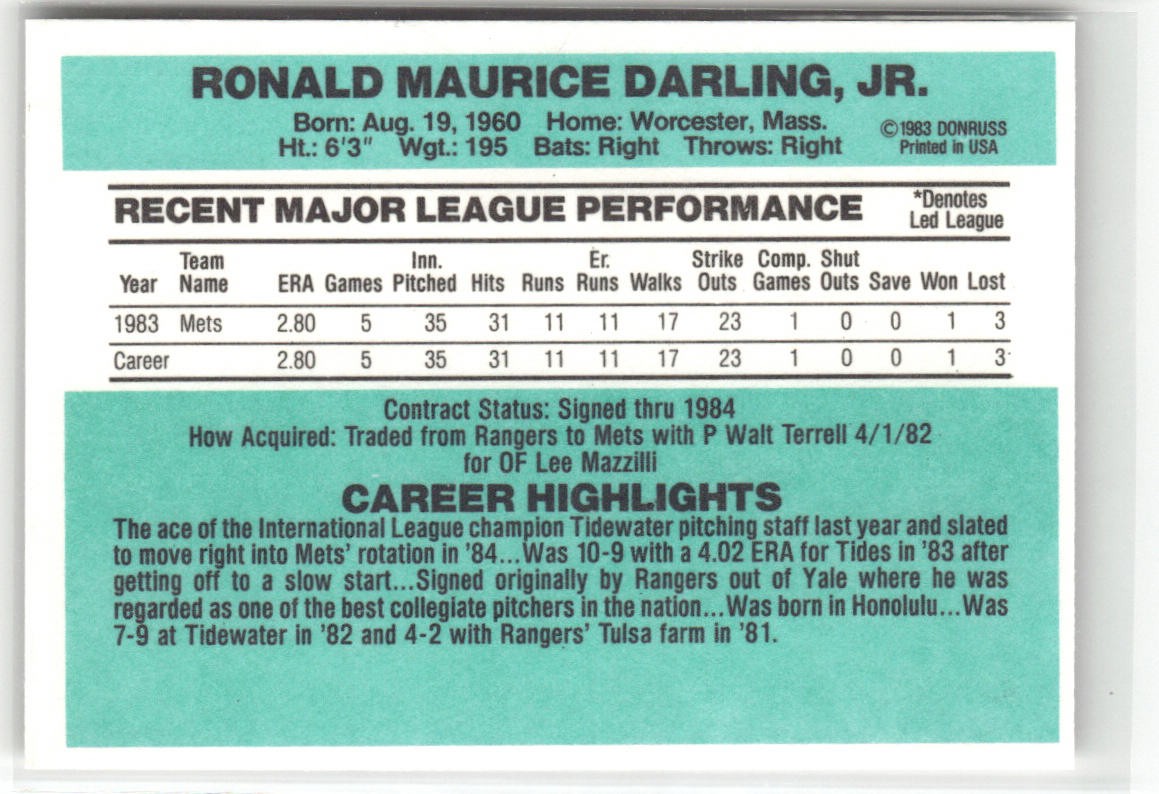 RONALD MAURICE DARLING, JR.
Born: Aug. 19, 1960 Home: Worcester, Mass.
Ht.: 6'3" Wgt.: 195 Bats: Right Throws: Right
©1983 DONRUSS
Printed in USA
RECENT MAJOR LEAGUE PERFORMANCE
*Denotes
Led League
Year Team Name ERA Games Inn. Pitched Hits Runs Er. Runs Walks Strike Outs Comp. Games Shut Outs Save Won Lost
1983 Mets 2.80 5 35 31 11 11 17 23 1 0 0 1 3
Career 2.80 5 35 31 11 11 17 23 1 0 0 1 3
Contract Status: Signed thru 1984
How Acquired: Traded from Rangers to Mets with P Walt Terrell 4/1/82
for OF Lee Mazzilli
CAREER HIGHLIGHTS
The ace of the International League champion Tidewater pitching staff last year and slated
to move right into Mets' rotation in '84...Was 10-9 with a 4.02 ERA for Tides in '83 after
getting off to a slow start...Signed originally by Rangers out of Yale where he was
regarded as one of the best collegiate pitchers in the nation...Was born in Honolulu...Was
7-9 at Tidewater in '82 and 4-2 with Rangers' Tulsa farm in '81.